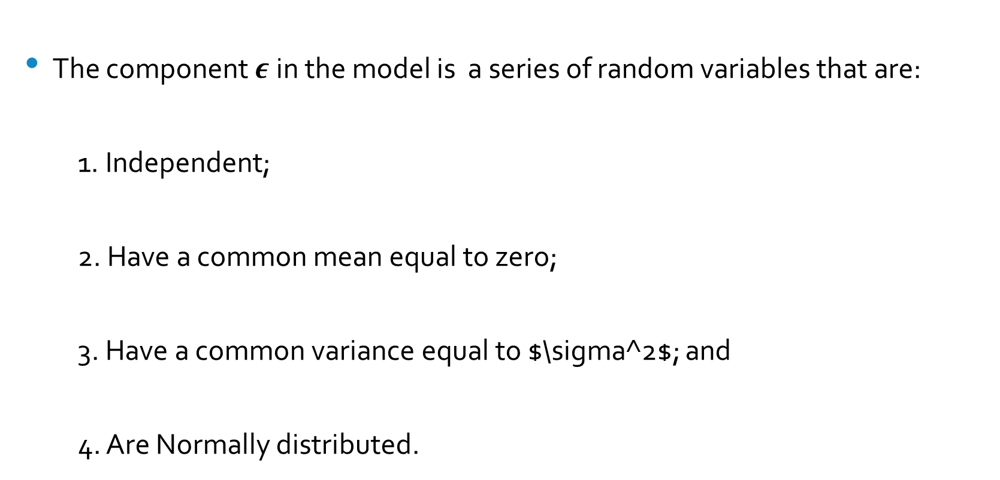 • The component ϵ in the model is  a series of random variables that are:
1. Independent;
2. Have a common mean equal to zero;
3. Have a common variance equal to $\sigma^2$; and
4. Are Normally distributed.